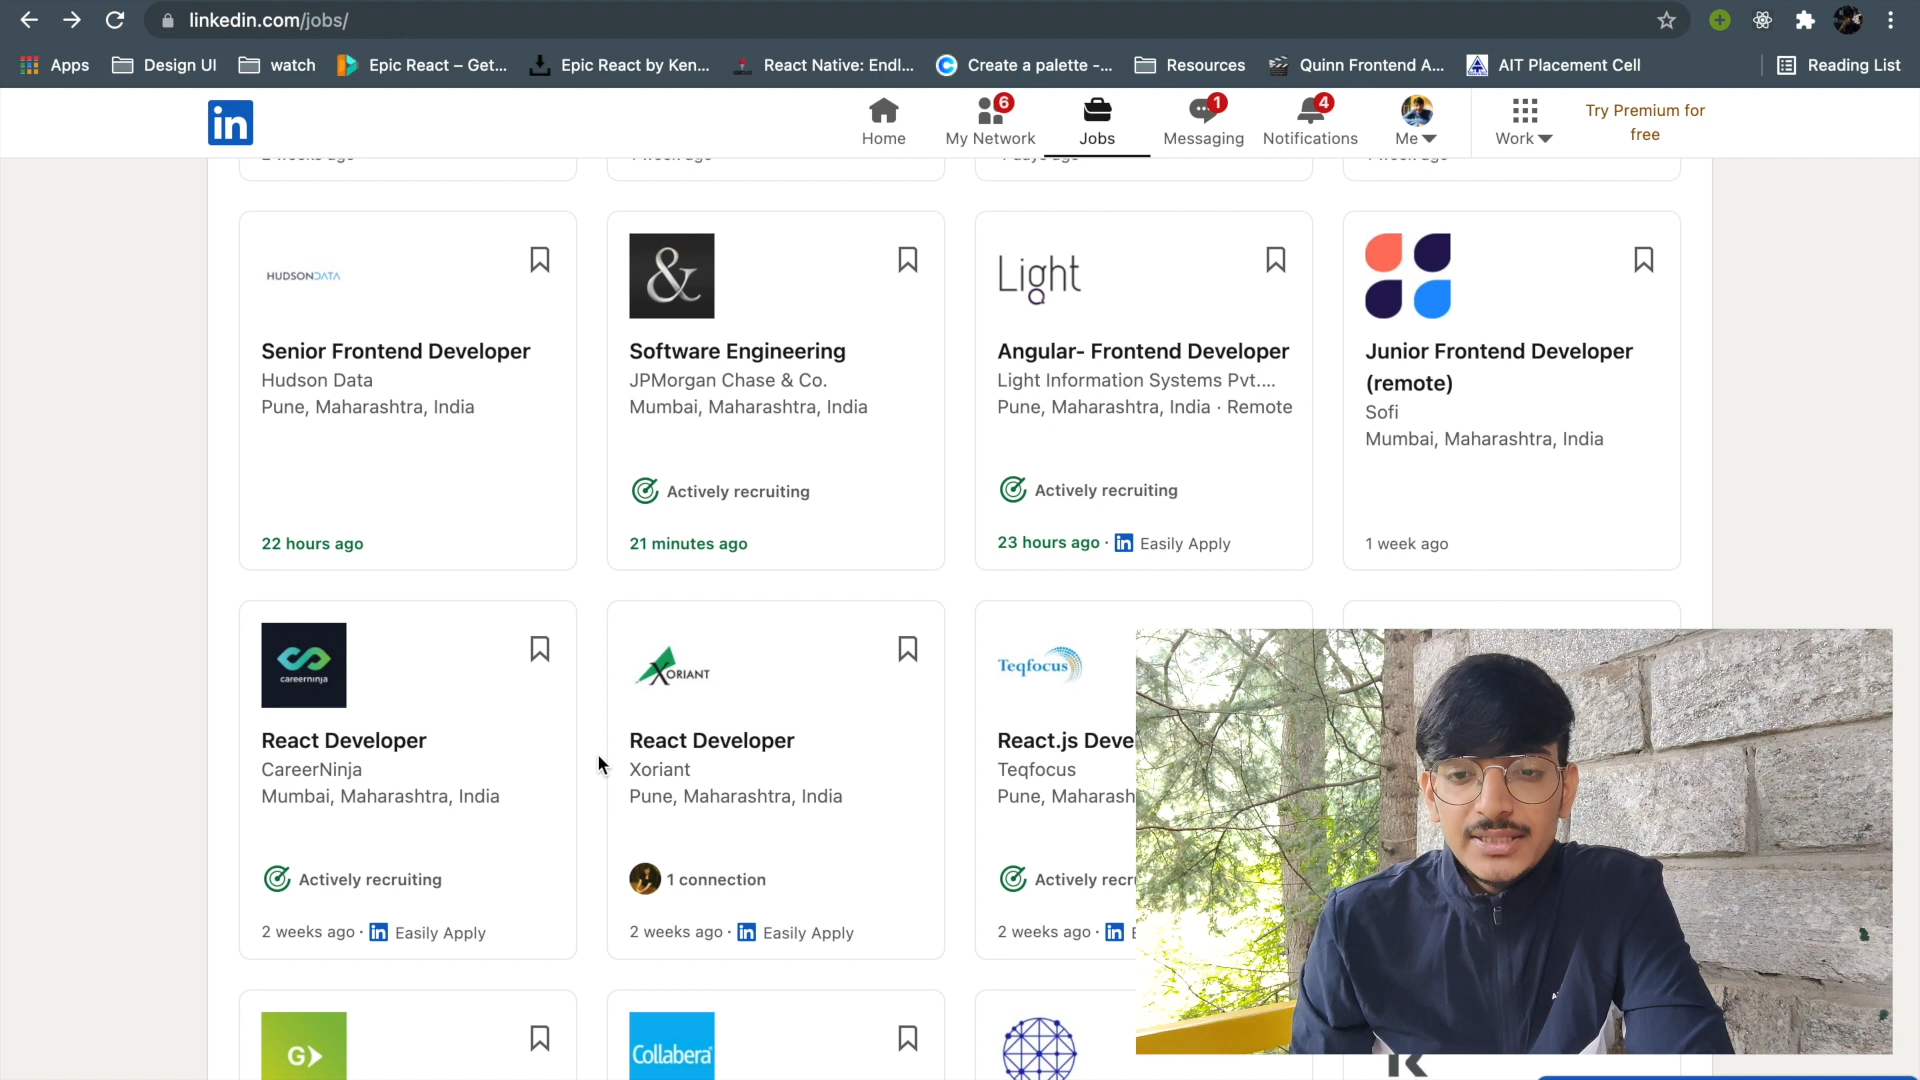 linkedin.com/jobs/
Apps
Design UI
watch
Epic React – Get...
Epic React by Ken...
React Native: Endl...
Create a palette -...
Resources
Quinn Frontend A...
AIT Placement Cell
Reading List
in
Home
6
My Network
Jobs
1
Messaging
4
Notifications
Me
Work
Try Premium for
free
HUDSONDATA
Senior Frontend Developer
Hudson Data
Pune, Maharashtra, India
22 hours ago
&
Software Engineering
JPMorgan Chase & Co.
Mumbai, Maharashtra, India
Actively recruiting
21 minutes ago
Light
Angular- Frontend Developer
Light Information Systems Pvt....
Pune, Maharashtra, India · Remote
Actively recruiting
23 hours ago · in Easily Apply
Junior Frontend Developer
(remote)
Sofi
Mumbai, Maharashtra, India
1 week ago
careerninja
React Developer
CareerNinja
Mumbai, Maharashtra, India
Actively recruiting
2 weeks ago · in Easily Apply
XORIANT
React Developer
Xoriant
Pune, Maharashtra, India
1 connection
2 weeks ago · in Easily Apply
Teqfocus
React.js Deve
Teqfocus
Pune, Maharash
Actively recr
2 weeks ago · in E
G
Collabera